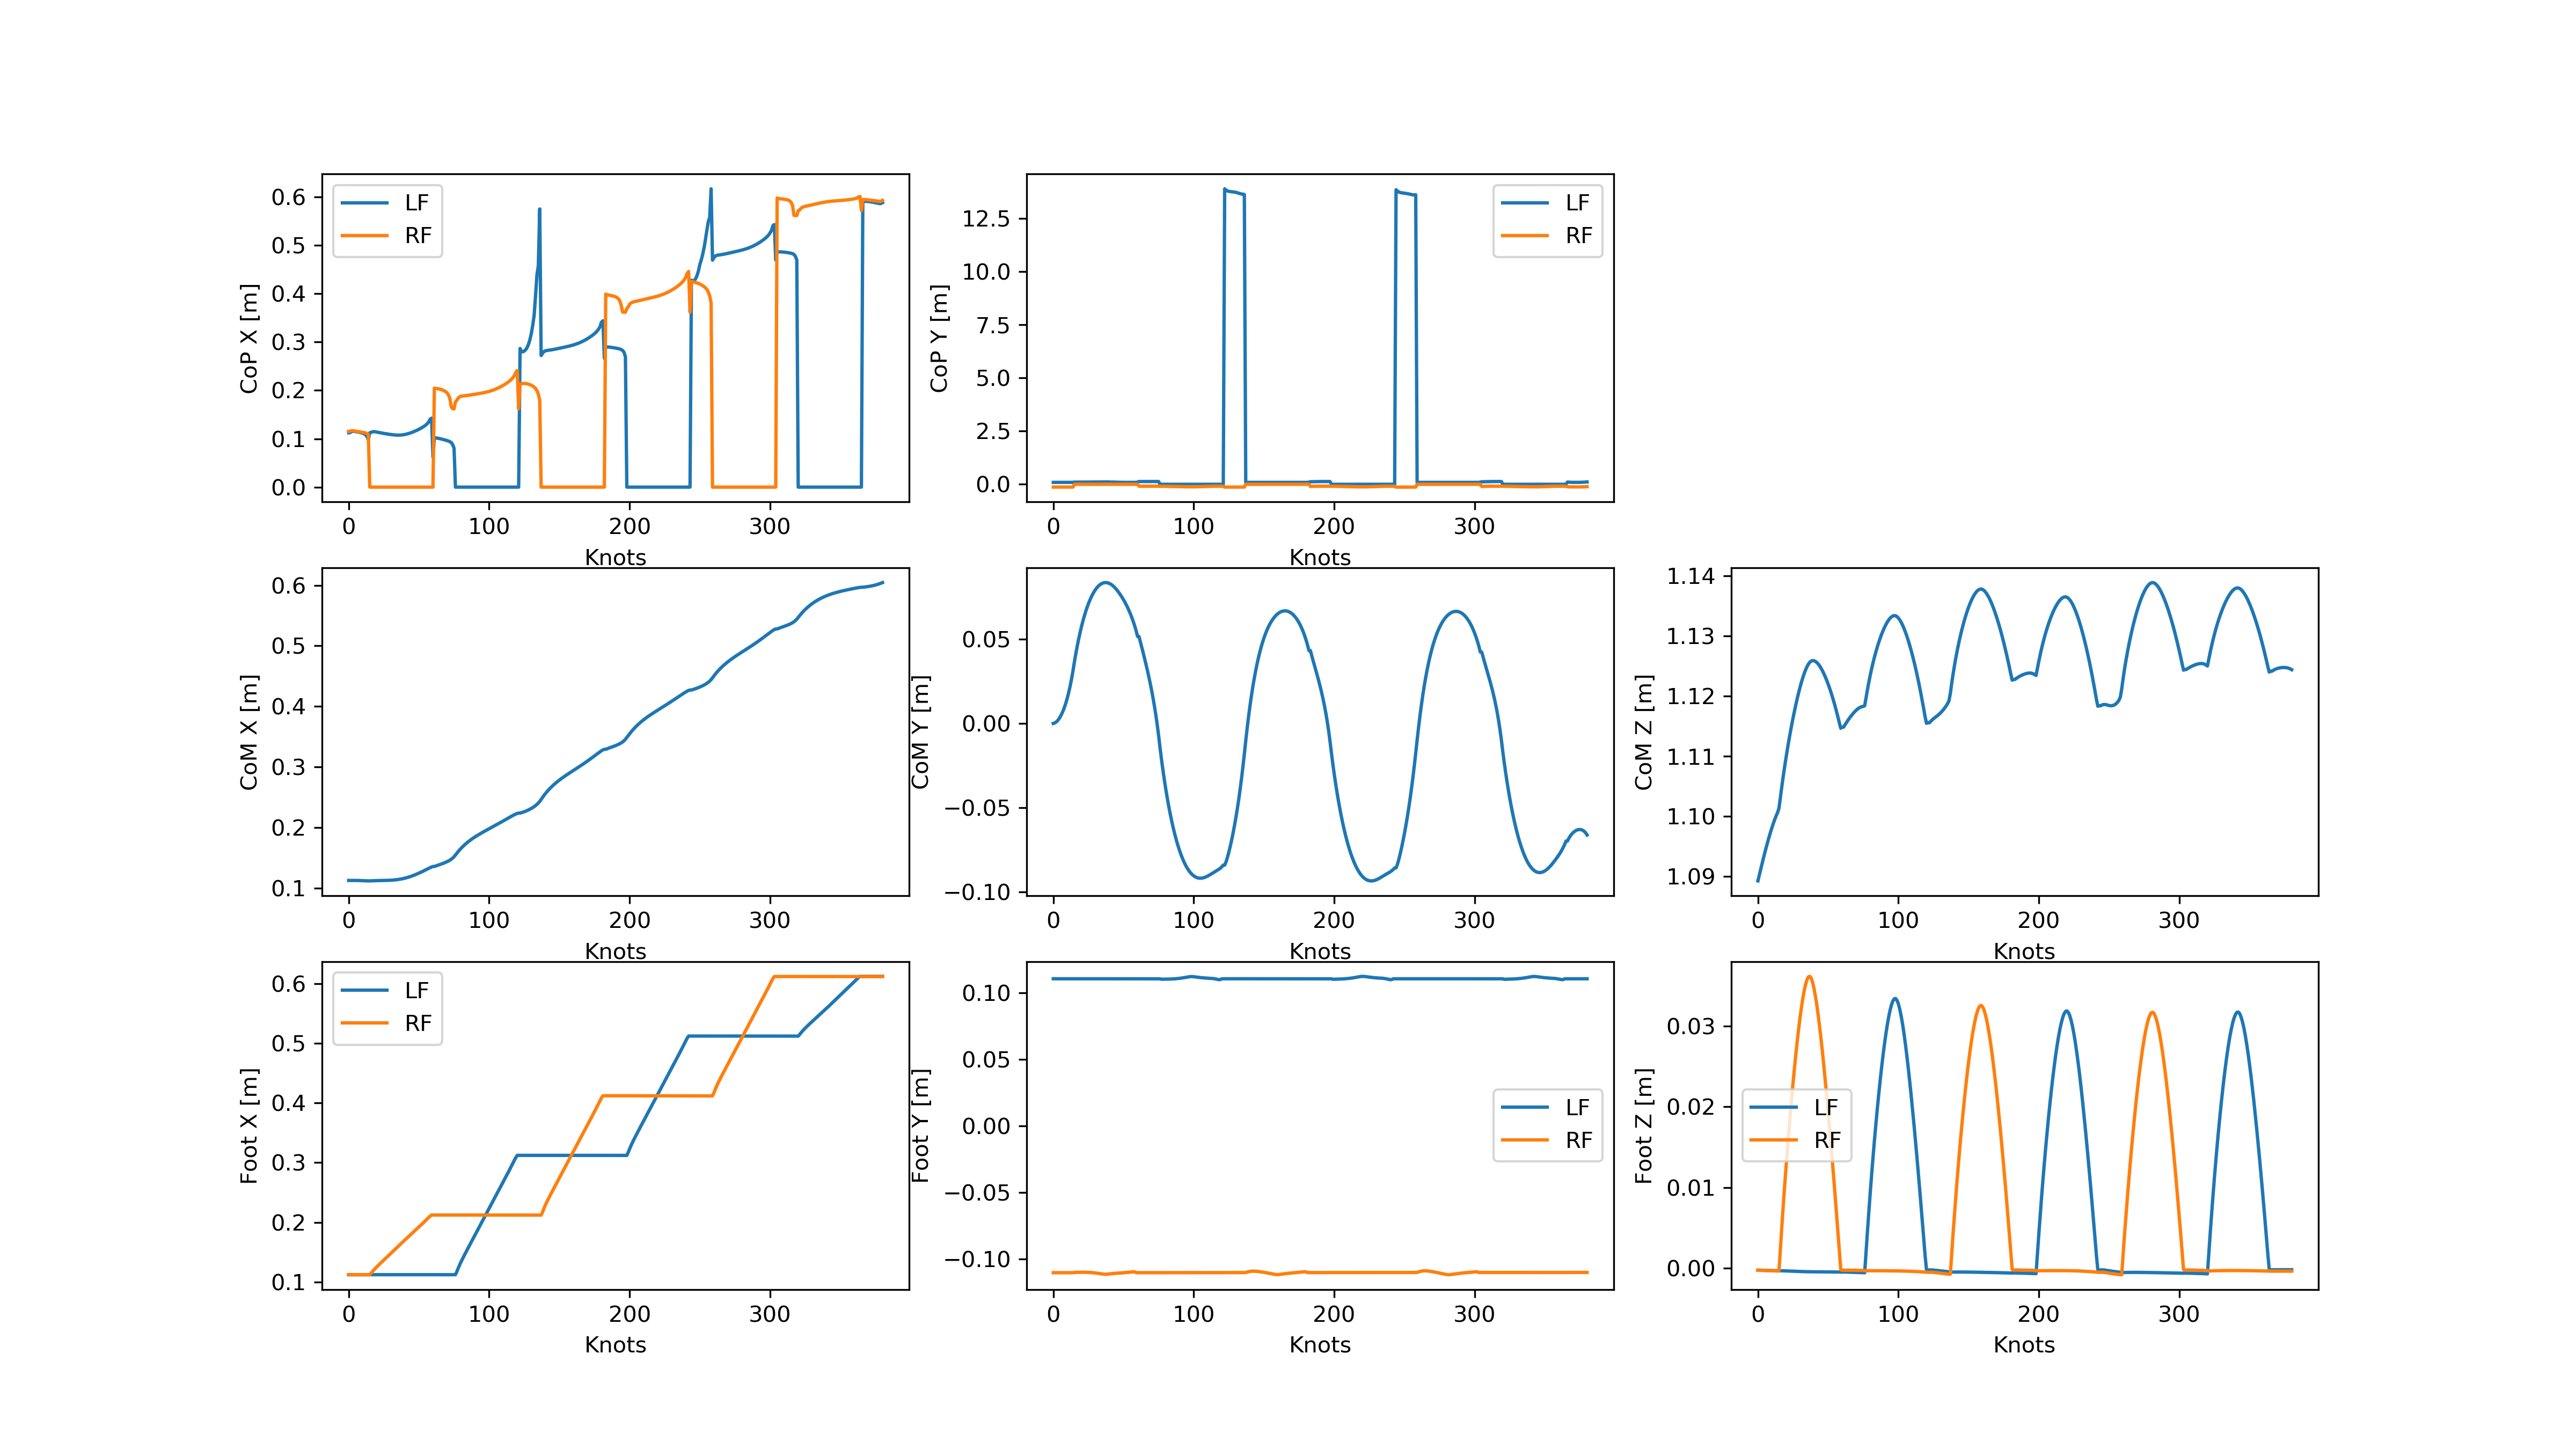 CoP X [m]
0.6
0.5
0.4
0.3
0.2
0.1
0.0
LF
RF
0 100 200 300
Knots
CoP Y [m]
12.5
10.0
7.5
5.0
2.5
0.0
LF
RF
0 100 200 300
Knots
CoM X [m]
0.6
0.5
0.4
0.3
0.2
0.1
0 100 200 300
Knots
CoM Y [m]
0.05
0.00
−0.05
−0.10
0 100 200 300
Knots
CoM Z [m]
1.14
1.13
1.12
1.11
1.10
1.09
0 100 200 300
Knots
Foot X [m]
0.6
0.5
0.4
0.3
0.2
0.1
LF
RF
0 100 200 300
Knots
Foot Y [m]
0.10
0.05
0.00
−0.05
−0.10
LF
RF
0 100 200 300
Knots
Foot Z [m]
0.03
0.02
0.01
0.00
LF
RF
0 100 200 300
Knots